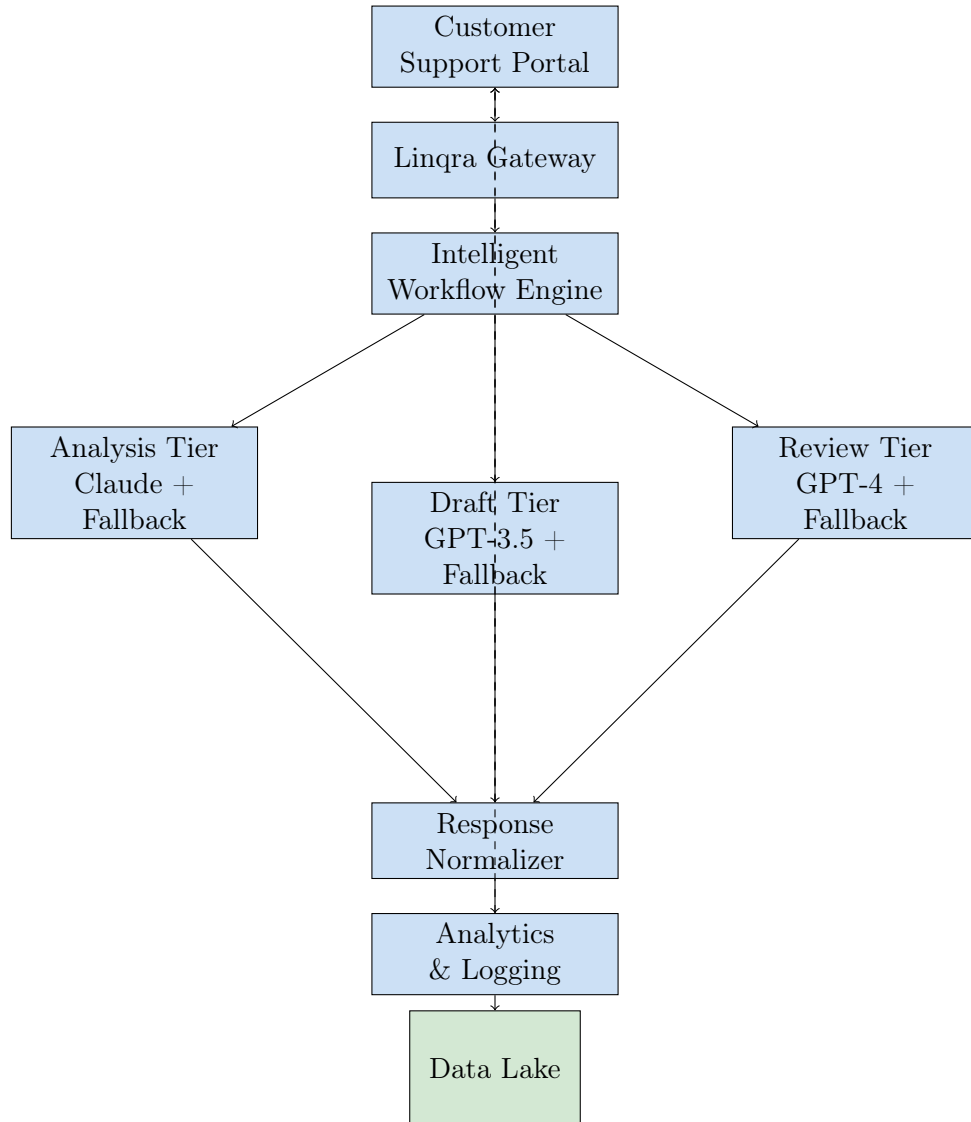 Customer
Support Portal
Linqra Gateway
Intelligent
Workflow Engine
Analysis Tier
Claude +
Fallback
Draft Tier
GPT-3.5 +
Fallback
Review Tier
GPT-4 +
Fallback
Response
Normalizer
Analytics
& Logging
Data Lake